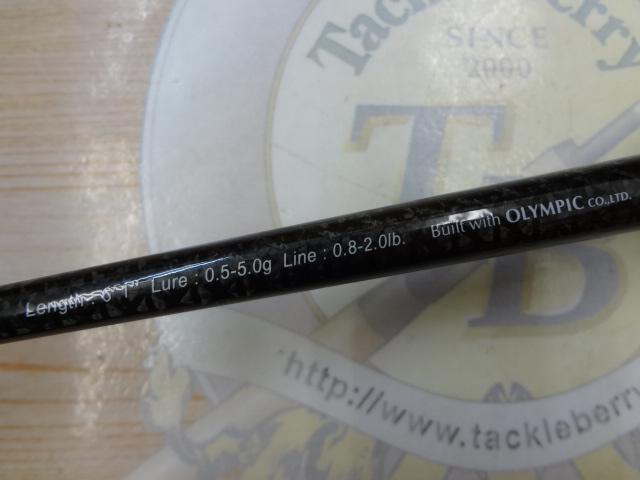 TackleBerry
SINCE
2000
TB
Length :
Lure : 0.5-5.0g Line : 0.8-2.0lb. Built with OLYMPIC CO.,LTD.
http://www.tackleberry